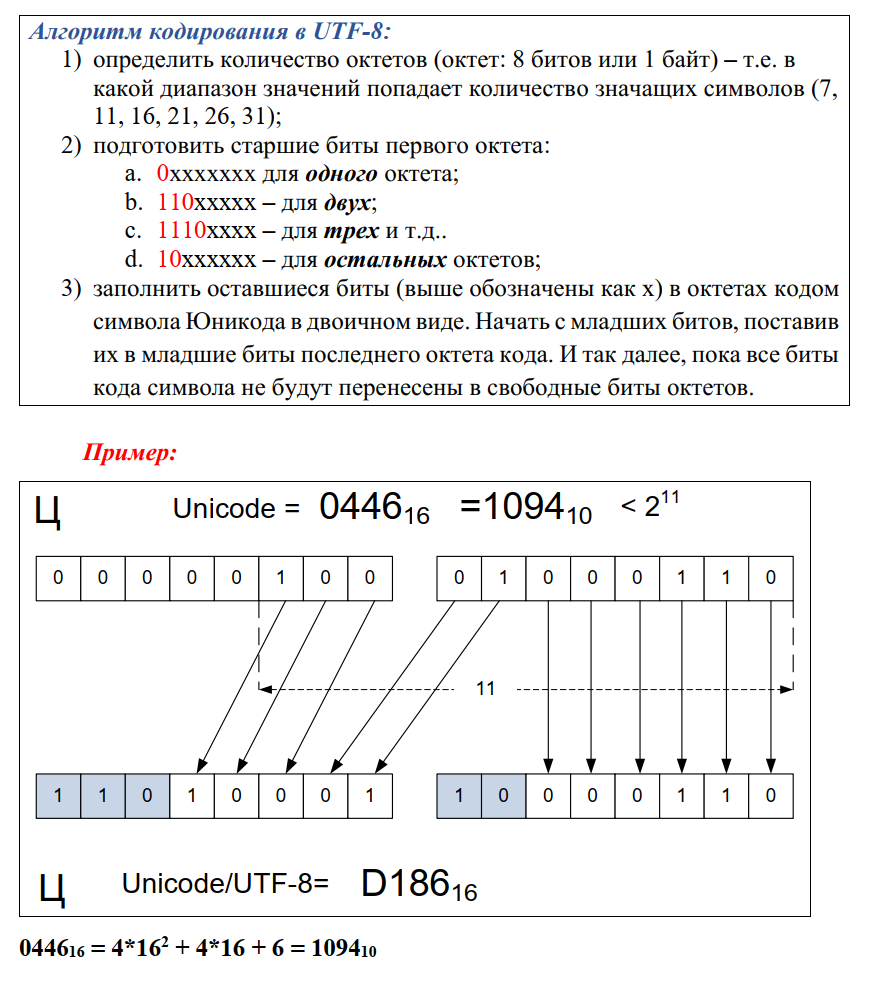 Алгоритм кодирования в UTF-8:
1) определить количество октетов (октет: 8 битов или 1 байт) – т.е. в
какой диапазон значений попадает количество значащих символов (7,
11, 16, 21, 26, 31);
2) подготовить старшие биты первого октета:
a. 0xxxxxxx для одного октета;
b. 110xxxxx – для двух;
c. 1110xxxx – для трех и т.д..
d. 10xxxxxx – для остальных октетов;
3) заполнить оставшиеся биты (выше обозначены как x) в октетах кодом
символа Юникода в двоичном виде. Начать с младших битов, поставив
их в младшие биты последнего октета кода. И так далее, пока все биты
кода символа не будут перенесены в свободные биты октетов.
Пример:
Ц Unicode = 0446₁₆ =1094₁₀ < 2¹¹
0 0 0 0 0 1 0 0 0 1 0 0 0 1 1 0
11
1 1 0 1 0 0 0 1 1 0 0 0 0 1 1 0
Ц Unicode/UTF-8= D186₁₆
0446₁₆ = 4*16² + 4*16 + 6 = 1094₁₀